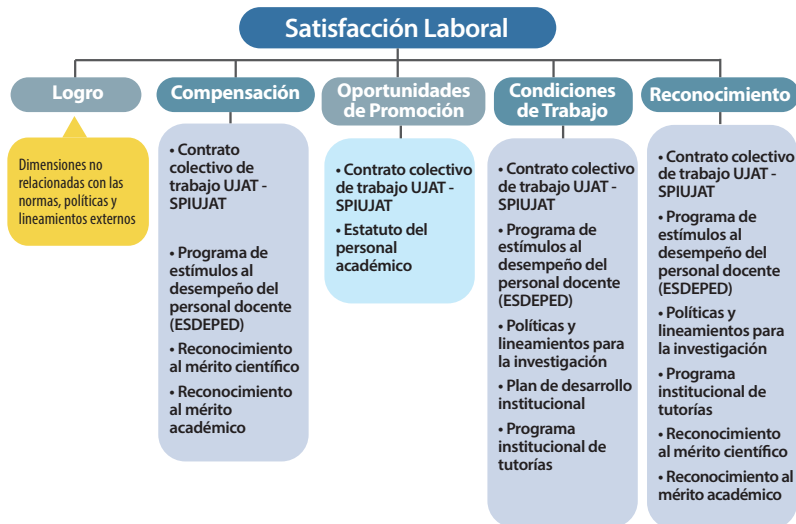 Satisfacción Laboral
Logro
Dimensiones no
relacionadas con las
normas, políticas y
lineamientos externos
Compensación
• Contrato
colectivo de
trabajo UJAT -
SPIUJAT
• Programa de
estímulos al
desempeño del
personal docente
(ESDEPED)
• Reconocimiento
al mérito científico
• Reconocimiento
al mérito
académico
Oportunidades
de Promoción
• Contrato colectivo
de trabajo UJAT -
SPIUJAT
• Estatuto del
personal
académico
Condiciones
de Trabajo
• Contrato colectivo
de trabajo UJAT -
SPIUJAT
• Programa de
estímulos al
desempeño del
personal docente
(ESDEPED)
• Políticas y
lineamientos para
la investigación
• Plan de desarrollo
institucional
• Programa
institucional de
tutorías
Reconocimiento
• Contrato colectivo
de trabajo UJAT -
SPIUJAT
• Programa de
estímulos al
desempeño del
personal docente
(ESDEPED)
• Políticas y
lineamientos para
la investigación
• Programa
institucional de
tutorías
• Reconocimiento
al mérito científico
• Reconocimiento al
mérito académico